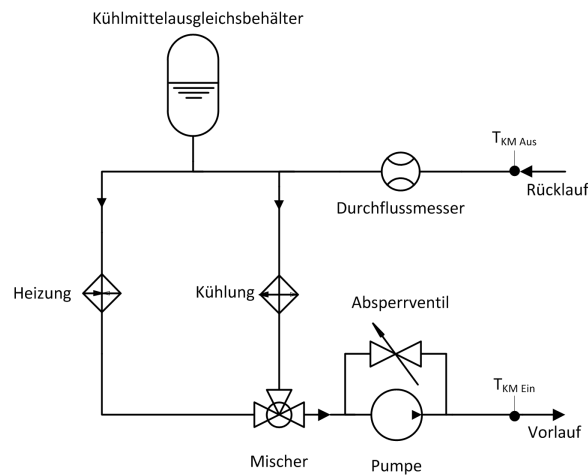 Kühlmittelausgleichsbehälter
T_KM Aus
Rücklauf
Durchflussmesser
Heizung
Kühlung
Absperrventil
T_KM Ein
Vorlauf
Mischer
Pumpe